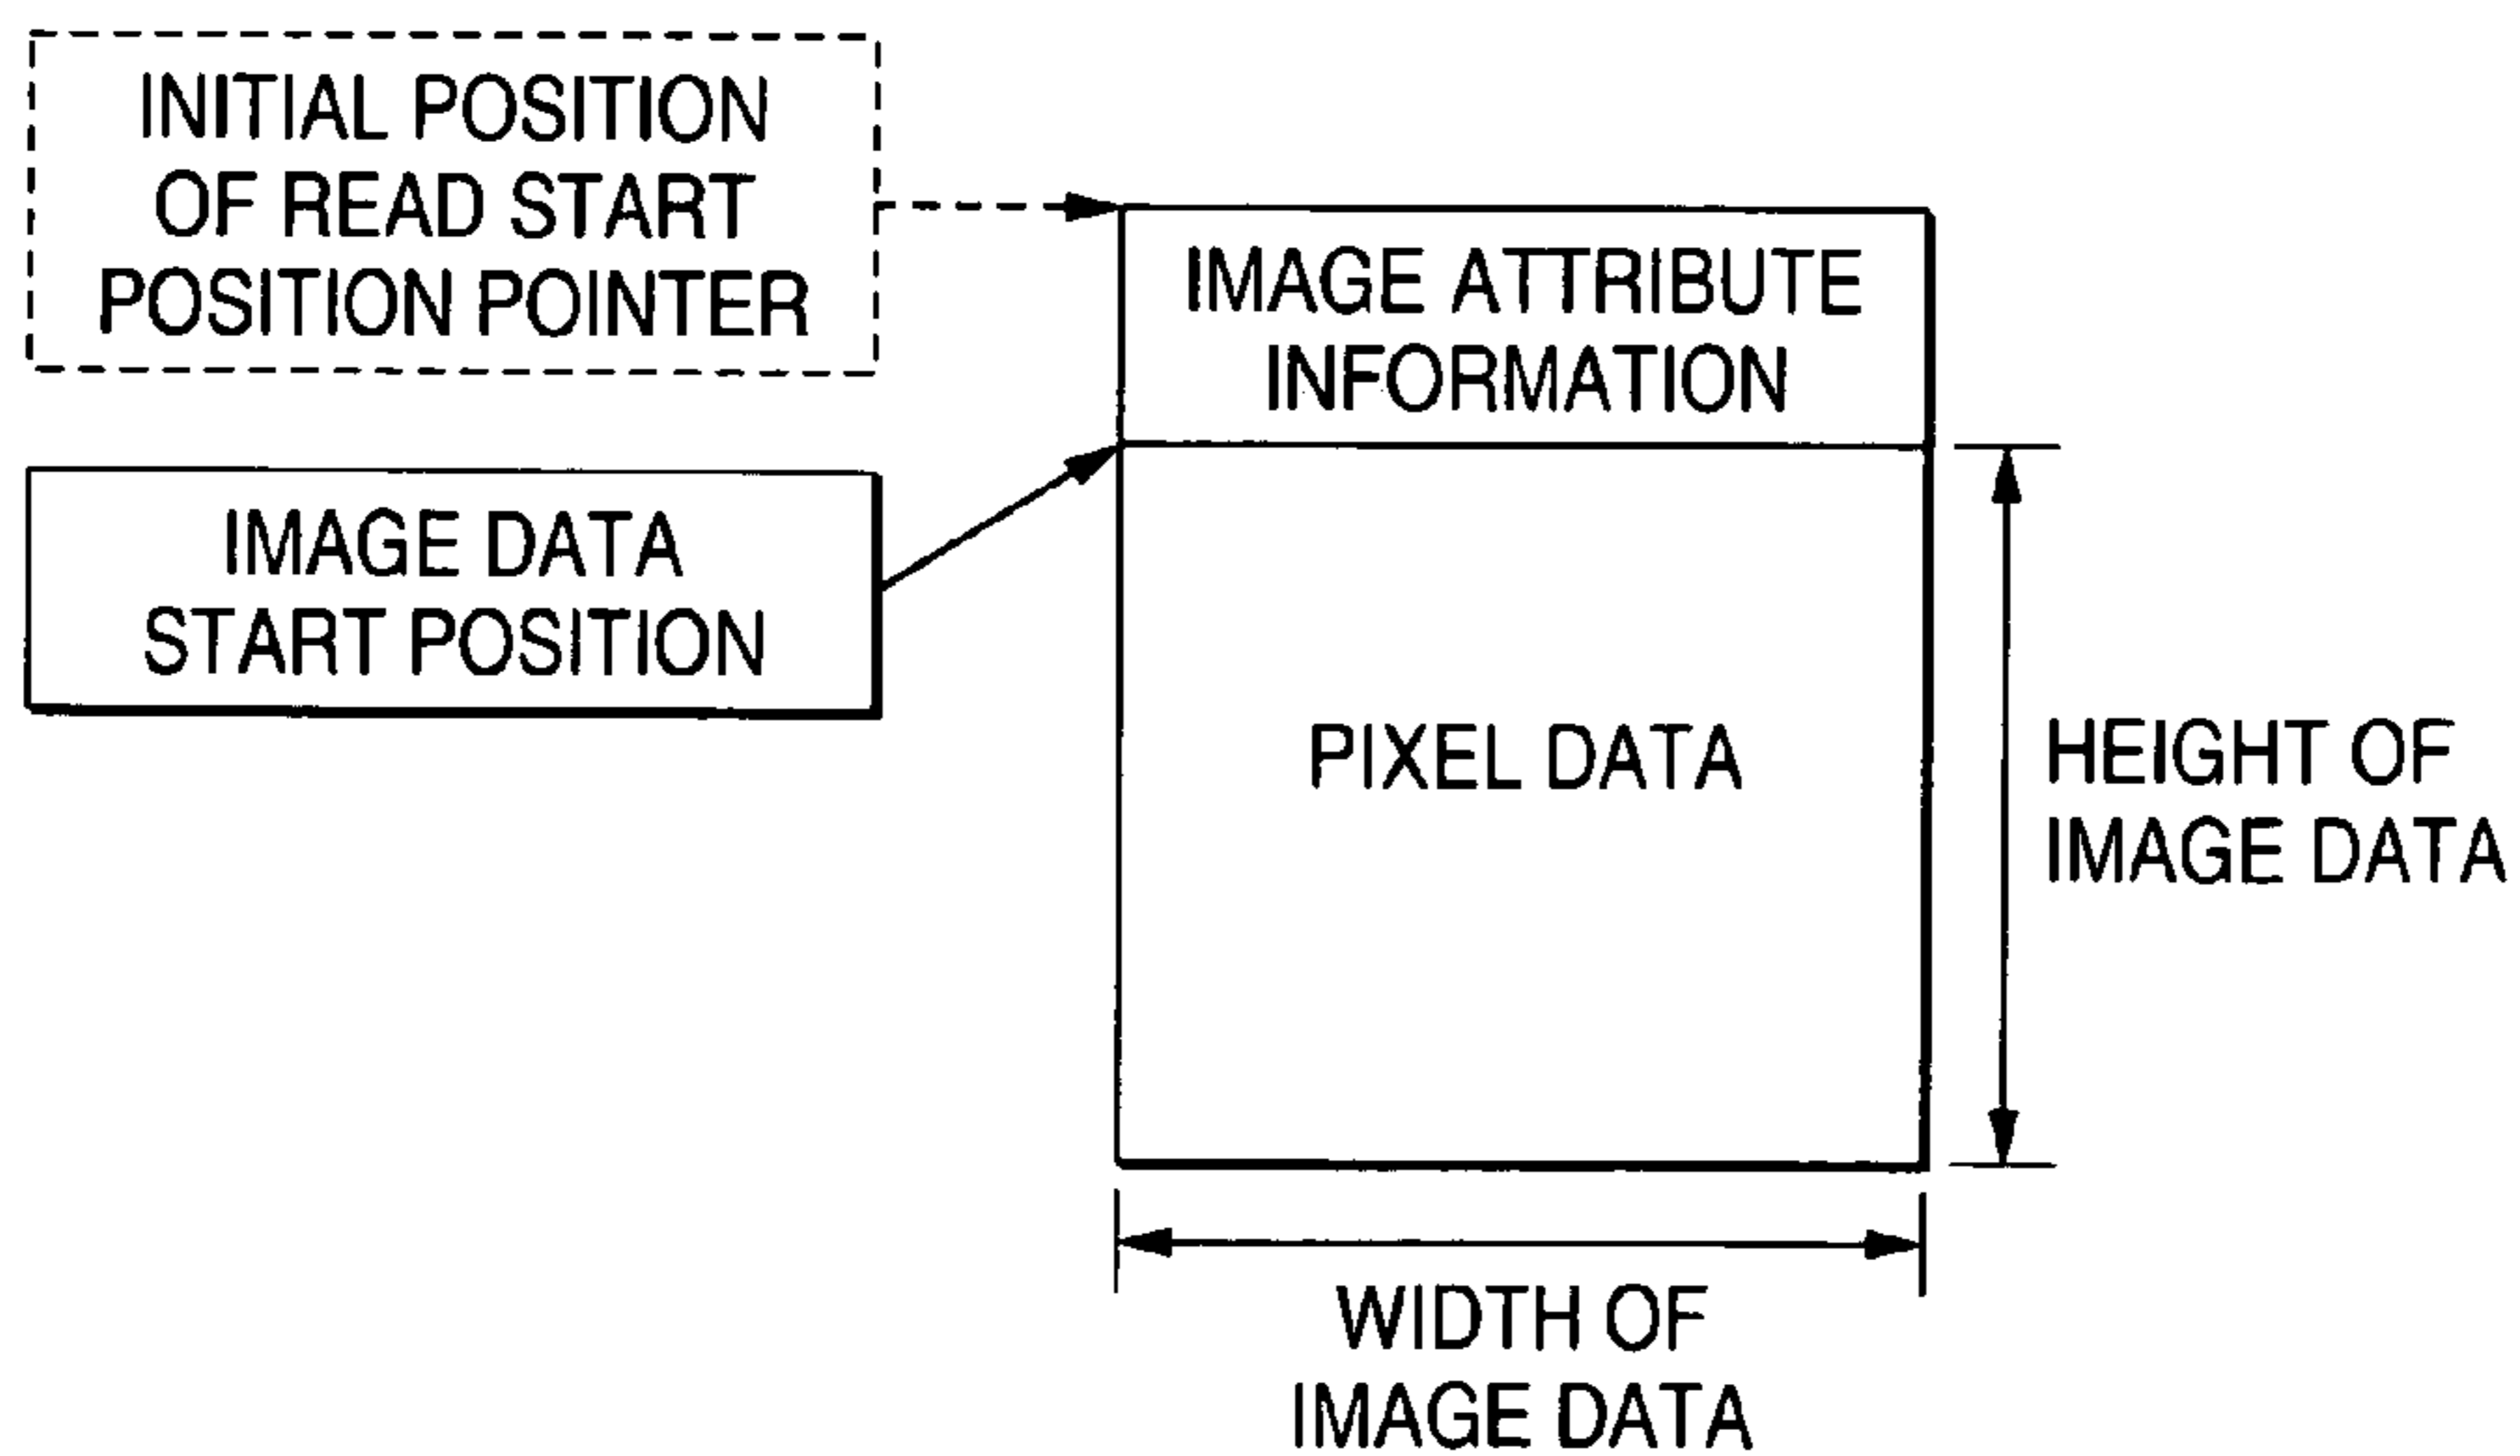 INITIAL POSITION
OF READ START
POSITION POINTER
IMAGE ATTRIBUTE
INFORMATION
IMAGE DATA
START POSITION
PIXEL DATA
HEIGHT OF
IMAGE DATA
WIDTH OF
IMAGE DATA